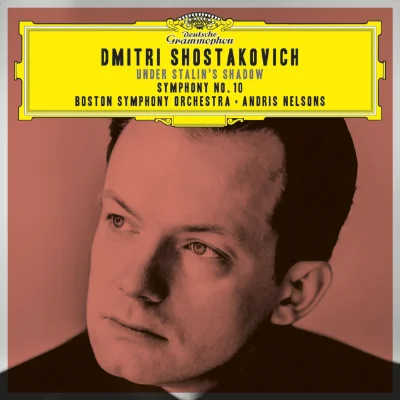 Deutsche
Grammophon
DMITRI SHOSTAKOVICH
UNDER STALIN'S SHADOW
SYMPHONY NO. 10
BOSTON SYMPHONY ORCHESTRA · ANDRIS NELSONS